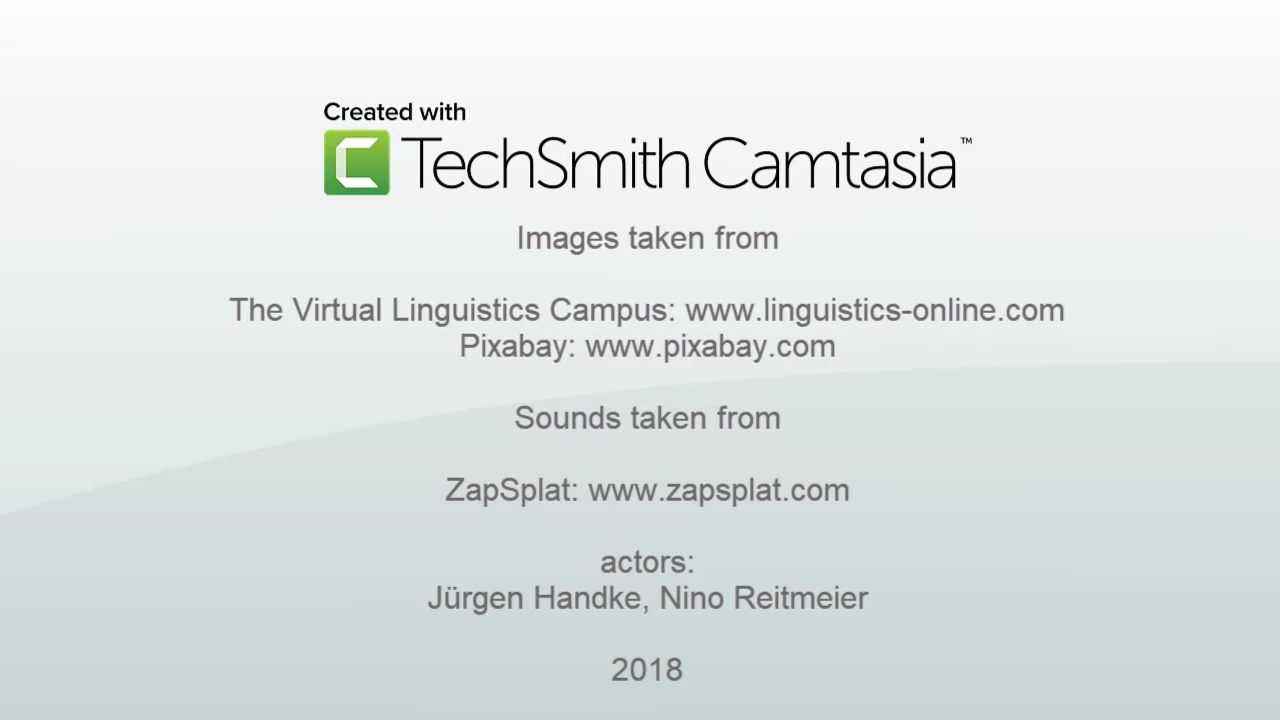 Created with
TechSmith Camtasia™
Images taken from
The Virtual Linguistics Campus: www.linguistics-online.com
Pixabay: www.pixabay.com
Sounds taken from
ZapSplat: www.zapsplat.com
actors:
Jürgen Handke, Nino Reitmeier
2018